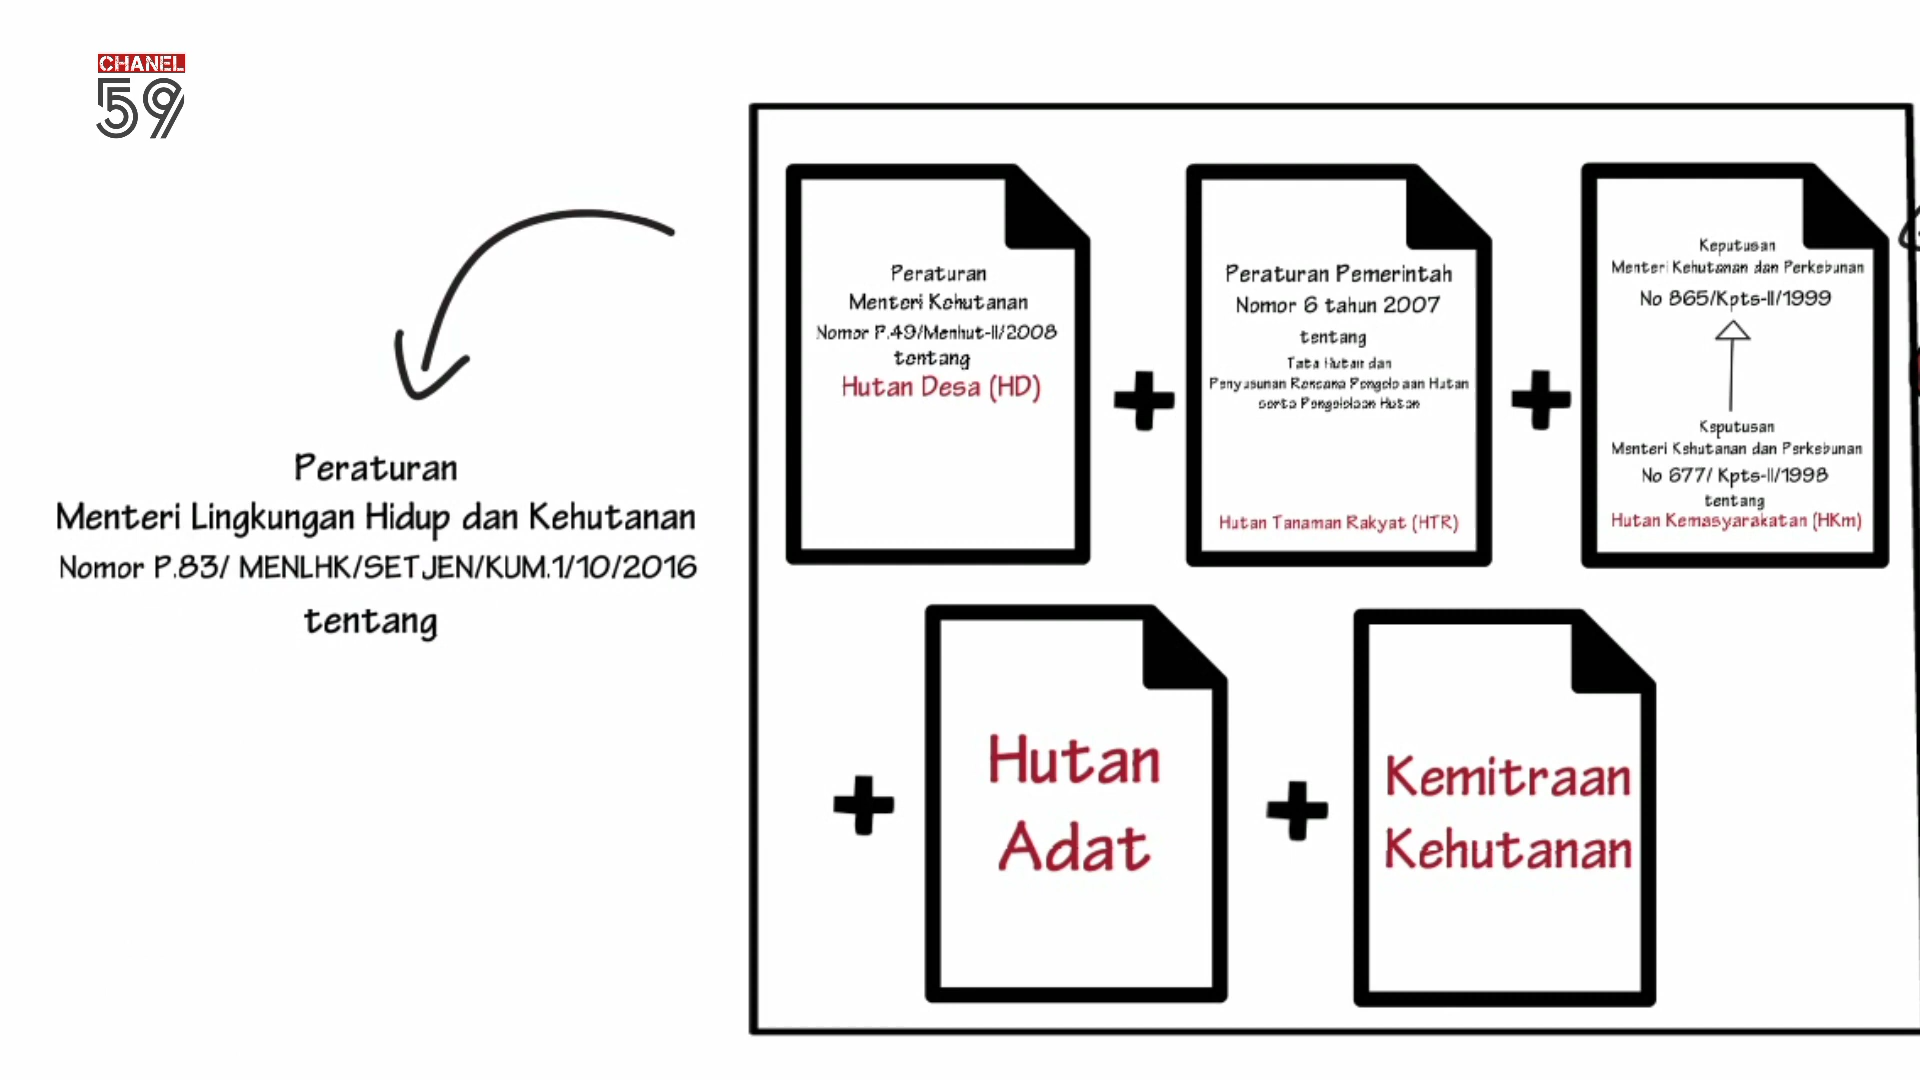 CHANEL
59
Peraturan
Menteri Lingkungan Hidup dan Kehutanan
Nomor P.83/ MENLHK/SETJEN/KUM.1/10/2016
tentang
Peraturan
Menteri Kehutanan
Nomor P.49/Menhut-II/2008
tentang
Hutan Desa (HD)
Peraturan Pemerintah
Nomor 6 tahun 2007
tentang
Tata Hutan dan
Penyusunan Rencana Pengelolaan Hutan
serta Pengelolaan Hutan
Hutan Tanaman Rakyat (HTR)
Keputusan
Menteri Kehutanan dan Perkebunan
No 865/Kpts-II/1999
Keputusan
Menteri Kehutanan dan Perkebunan
No 677/ Kpts-II/1998
tentang
Hutan Kemasyarakatan (HKm)
Hutan
Adat
Kemitraan
Kehutanan